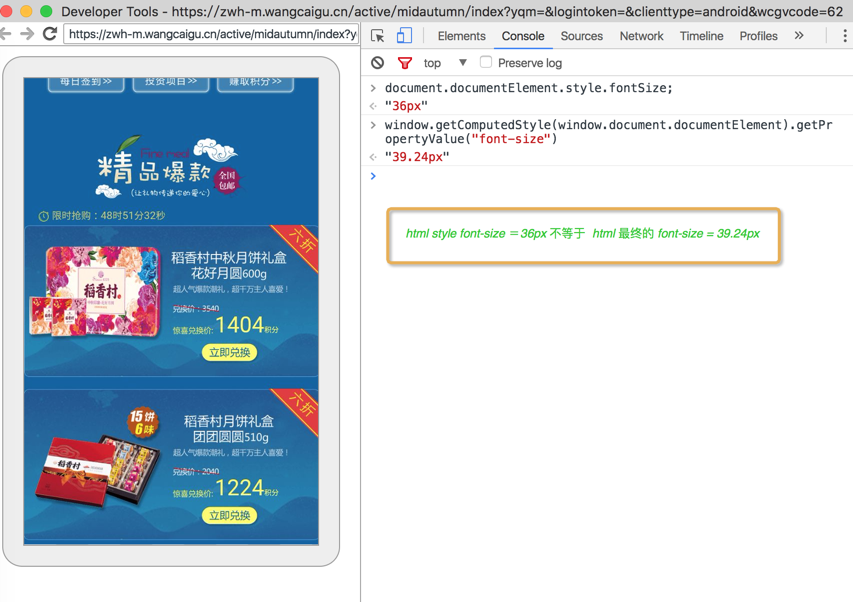 Developer Tools - https://zwh-m.wangcaigu.cn/active/midautumn/index?yqm=&logintoken=&clienttype=android&wcgvcode=62
https://zwh-m.wangcaigu.cn/active/midautumn/index?y
Elements Console Sources Network Timeline Profiles »
top ▼ Preserve log
每日签到>> 投资项目>> 赚取积分>>
精品爆款
全国包邮
(让礼物传递你的爱心)
限时抢购：48时51分32秒
六折
稻香村中秋月饼礼盒
花好月圆600g
超人气爆款潮礼，超千万主人喜爱！
兑换价：3540
惊喜兑换价: 1404积分
立即兑换
稻香村
六折
15饼
6味
稻香村月饼礼盒
团团圆圆510g
超人气爆款潮礼，超千万主人喜爱！
兑换价：2040
惊喜兑换价: 1224积分
立即兑换
稻香村
> document.documentElement.style.fontSize;
"36px"
> window.getComputedStyle(window.document.documentElement).getPr
opertyValue("font-size")
"39.24px"
>
html style font-size ＝36px 不等于 html 最终的 font-size = 39.24px